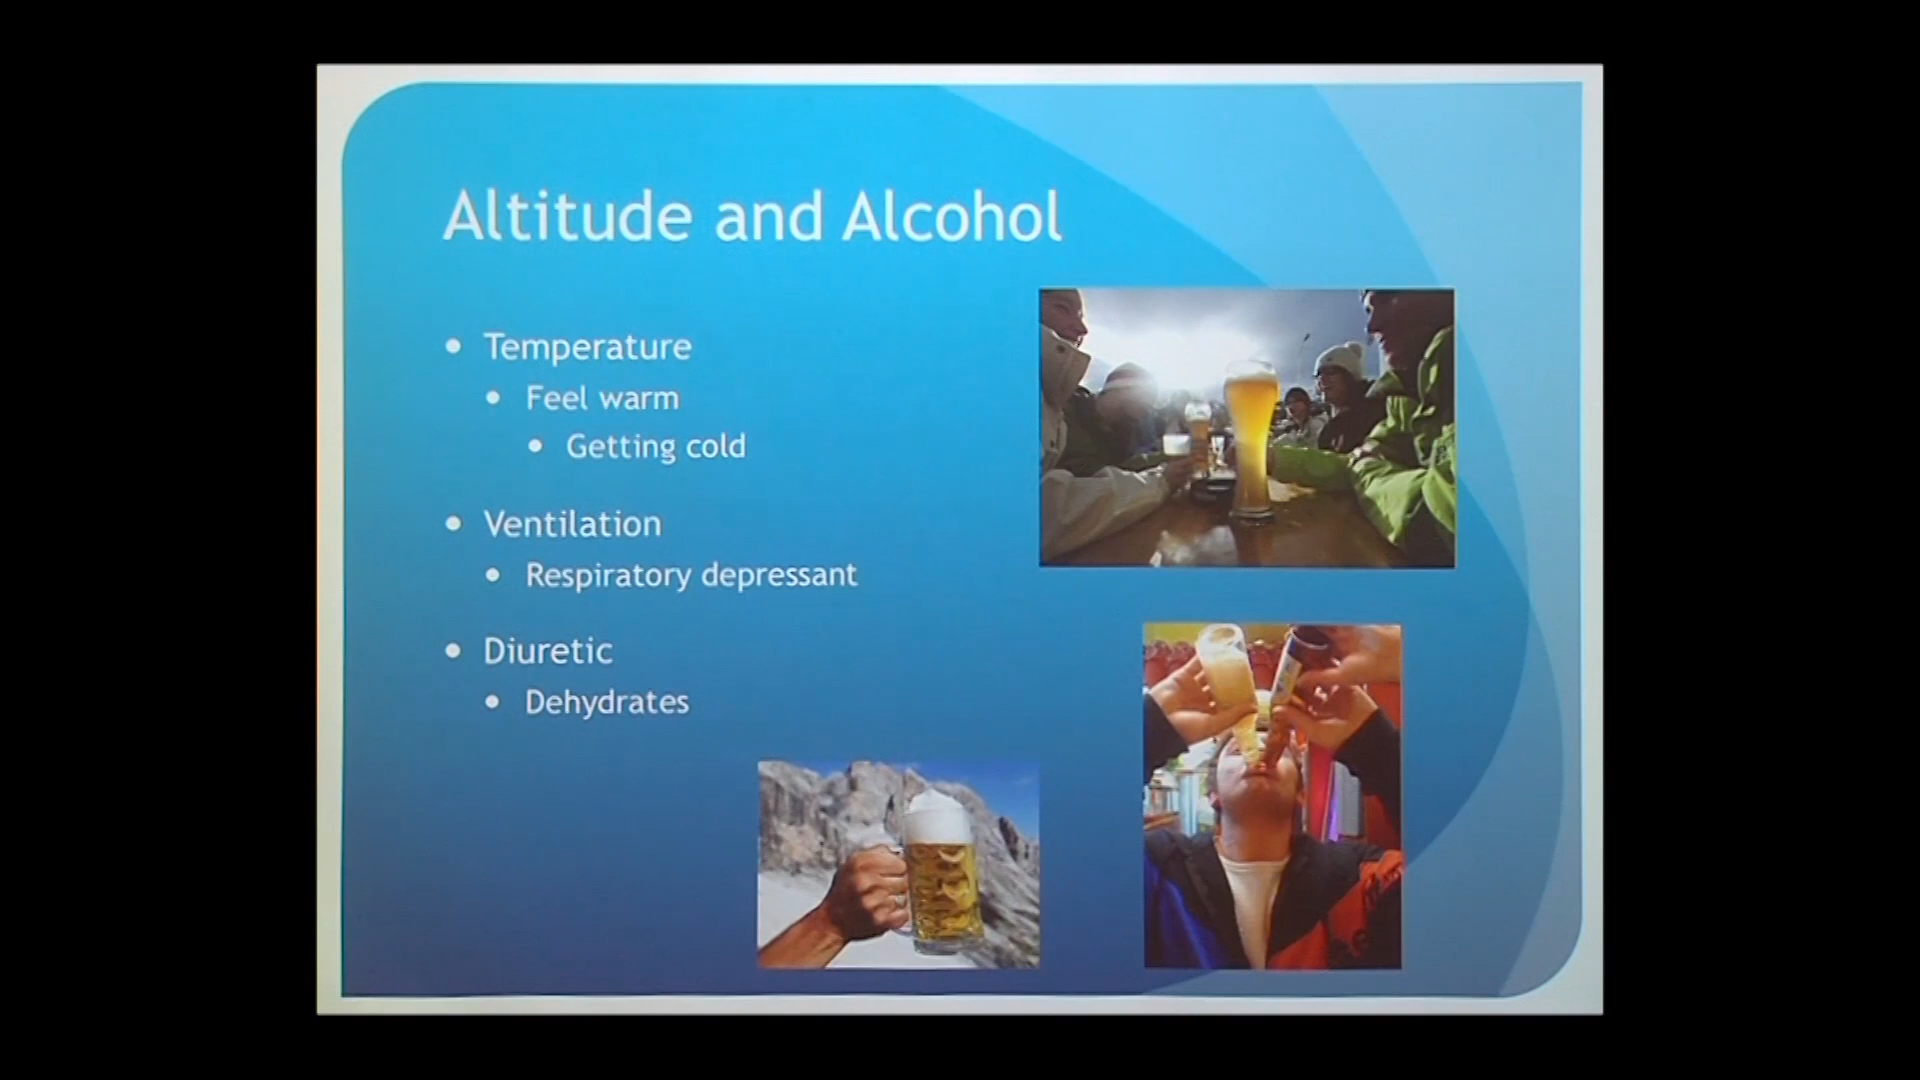 Altitude and Alcohol
• Temperature
• Feel warm
• Getting cold
• Ventilation
• Respiratory depressant
• Diuretic
• Dehydrates